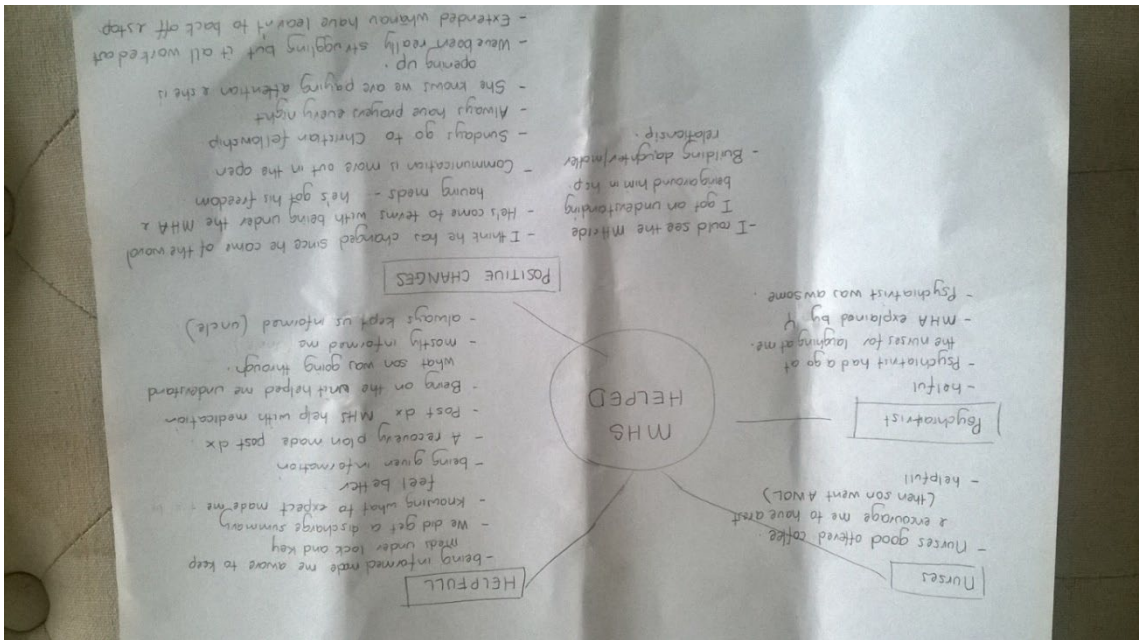 Nurses
- Nurses good offered coffee.
& encourage me to have arest
(then son went AWOL)
- helpfull
Psychiatrist
- helful
- Psychiatrit had a go at
the nurses for laughing at me.
- MHA explained by Ψ
- Psychiatrist was awsome.
MHS
HELPED
HELPFULL
- being informed made me aware to keep
meds under lock and key
- We did get a discharge summary
- Knowing what to expect made me
feel better
- being given information
- A recovery plan made post dx
- Post dx MHS help with medication
- Being on the unit helped me understand
what son was going through.
- mostly informed me
- always kept us informed (uncle)
POSITIVE CHANGES
- I think he has changed since he came of the ward
- He's come to terms with being under the MHA &
having meds - he's got his freedom
- Communication is more out in the open
- Sundays go to Christian fellowship
- Always have prayers every night
- She knows we are paying attention & she is
opening up.
- Weve been really struggling but it all worked out
- Extended whanau have learnt to back off & stop
- I could see the side
I got an understanding
being around him in
- Building daughter/mother
relationship.